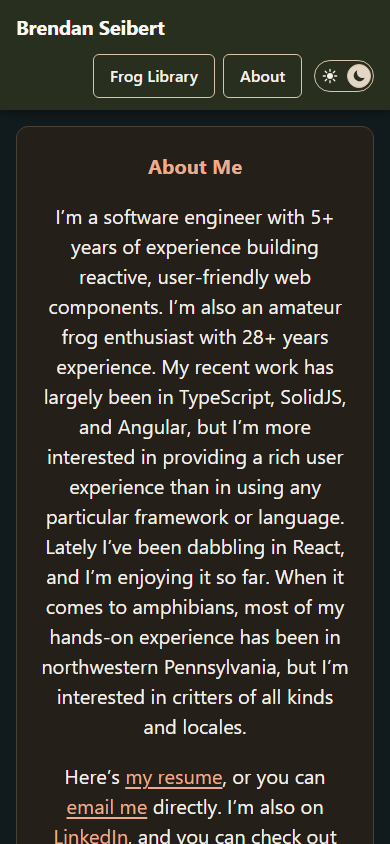 Brendan Seibert
Frog Library
About
About Me
I’m a software engineer with 5+
years of experience building
reactive, user-friendly web
components. I’m also an amateur
frog enthusiast with 28+ years
experience. My recent work has
largely been in TypeScript, SolidJS,
and Angular, but I’m more
interested in providing a rich user
experience than in using any
particular framework or language.
Lately I’ve been dabbling in React,
and I’m enjoying it so far. When it
comes to amphibians, most of my
hands-on experience has been in
northwestern Pennsylvania, but I’m
interested in critters of all kinds
and locales.
Here’s my resume, or you can
email me directly. I’m also on
LinkedIn, and you can check out